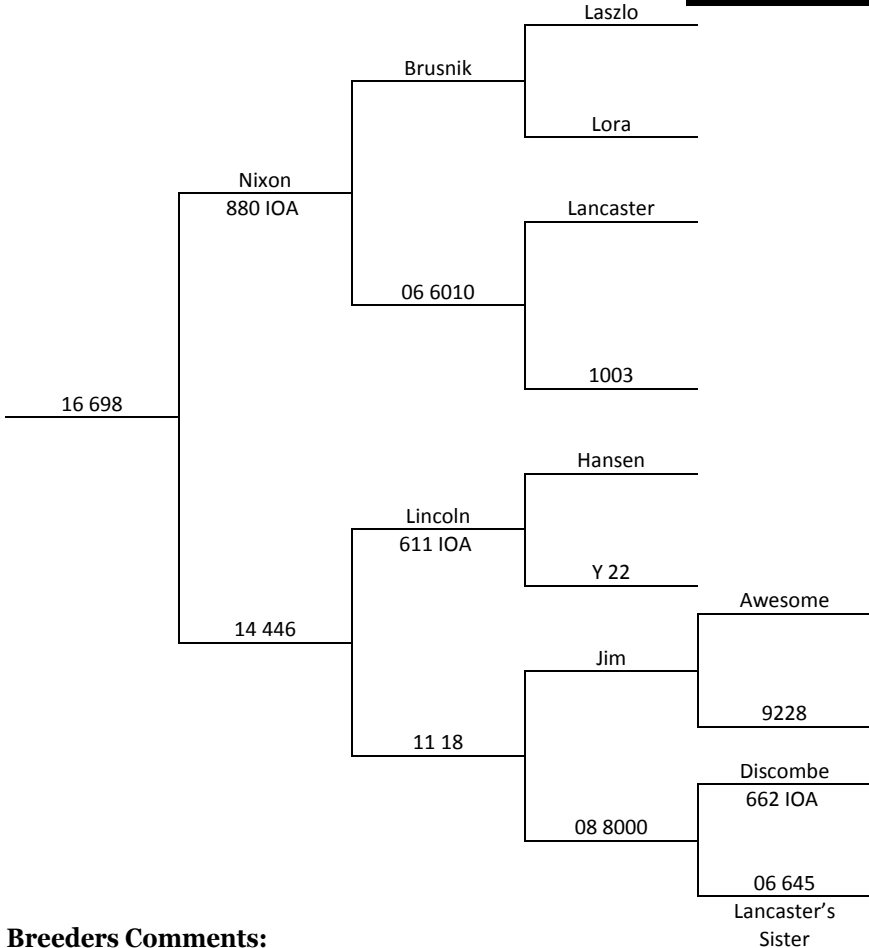 Laszlo
Brusnik
Lora
Nixon
880 IOA
Lancaster
06 6010
1003
16 698
Hansen
Lincoln
611 IOA
Y 22
Awesome
14 446
Jim
9228
11 18
Discombe
662 IOA
08 8000
06 645
Lancaster's
Sister
Breeders Comments: